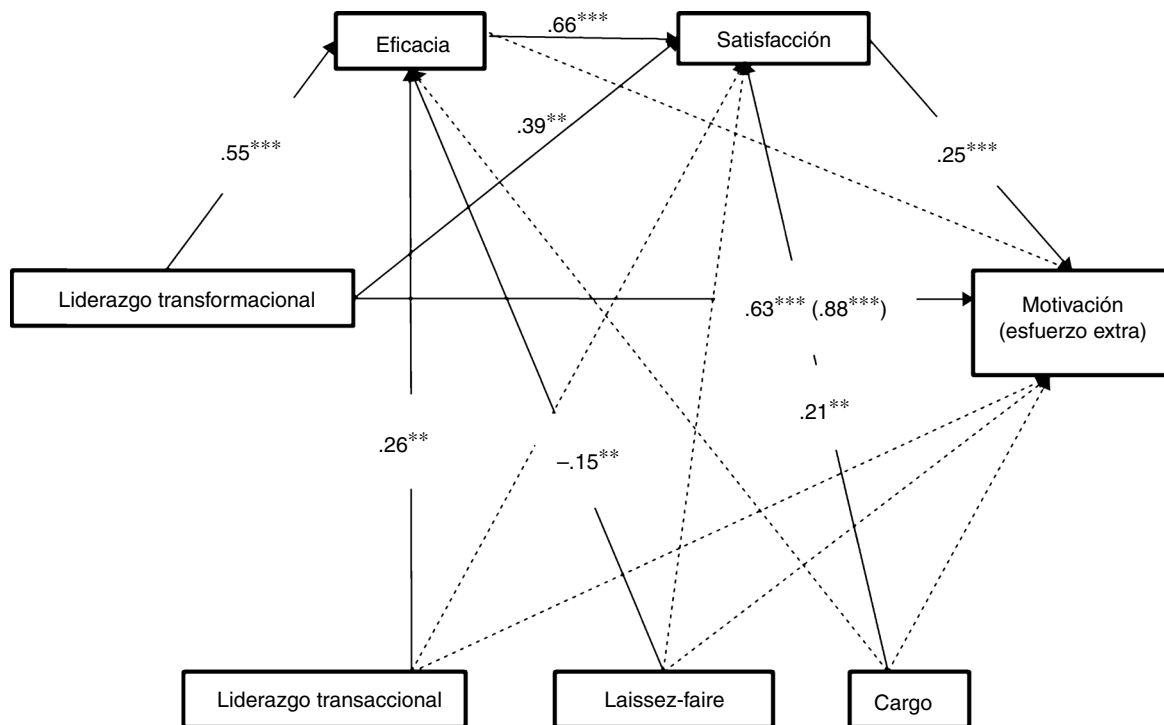 Eficacia
.66***
Satisfacción
.55***
.39**
.25***
Liderazgo transformacional
.63*** (.88***)
Motivación
(esfuerzo extra)
.26**
–.15**
.21**
Liderazgo transaccional
Laissez-faire
Cargo